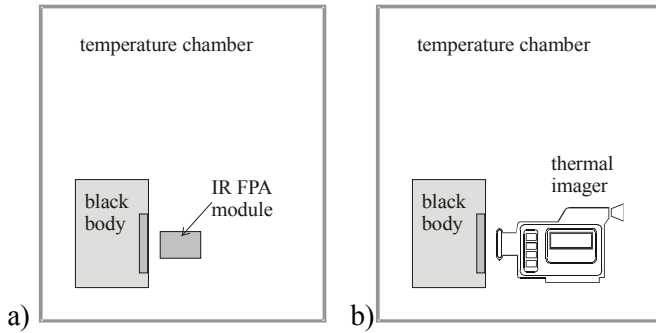 temperature chamber
black
body
IR FPA
module
a)
temperature chamber
thermal
imager
black
body
b)